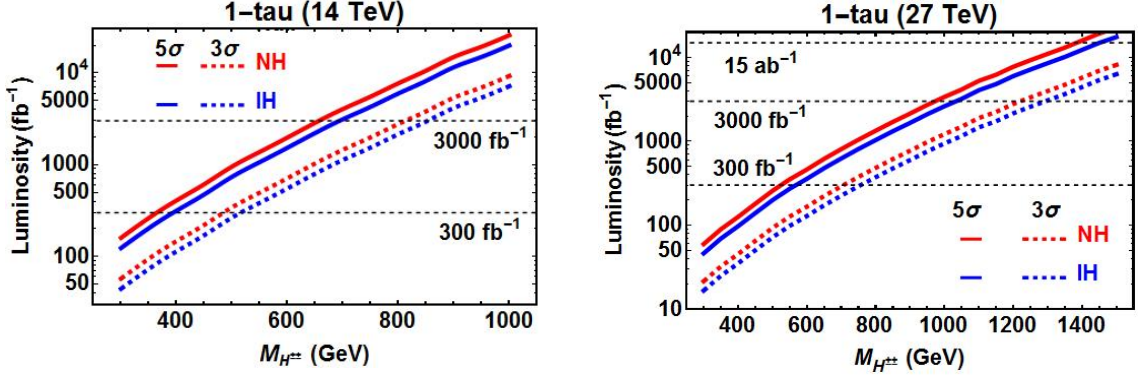 1−tau (14 TeV)
Luminosity (fb⁻¹)
10⁴
5000
1000
500
100
50
5σ 3σ
NH
IH
3000 fb⁻¹
300 fb⁻¹
400 600 800 1000
M_H±± (GeV)
1−tau (27 TeV)
Luminosity (fb⁻¹)
10⁴
5000
1000
500
100
50
10
15 ab⁻¹
3000 fb⁻¹
300 fb⁻¹
5σ 3σ
NH
IH
400 600 800 1000 1200 1400
M_H±± (GeV)